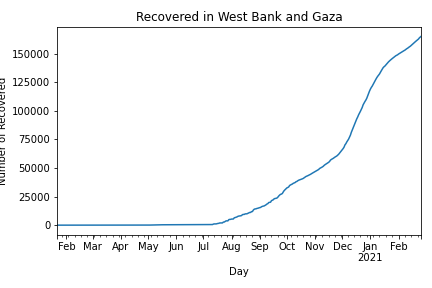 Recovered in West Bank and Gaza
Number of Recovered
150000
125000
100000
75000
50000
25000
0
Feb Mar Apr May Jun Jul Aug Sep Oct Nov Dec Jan Feb
2021
Day